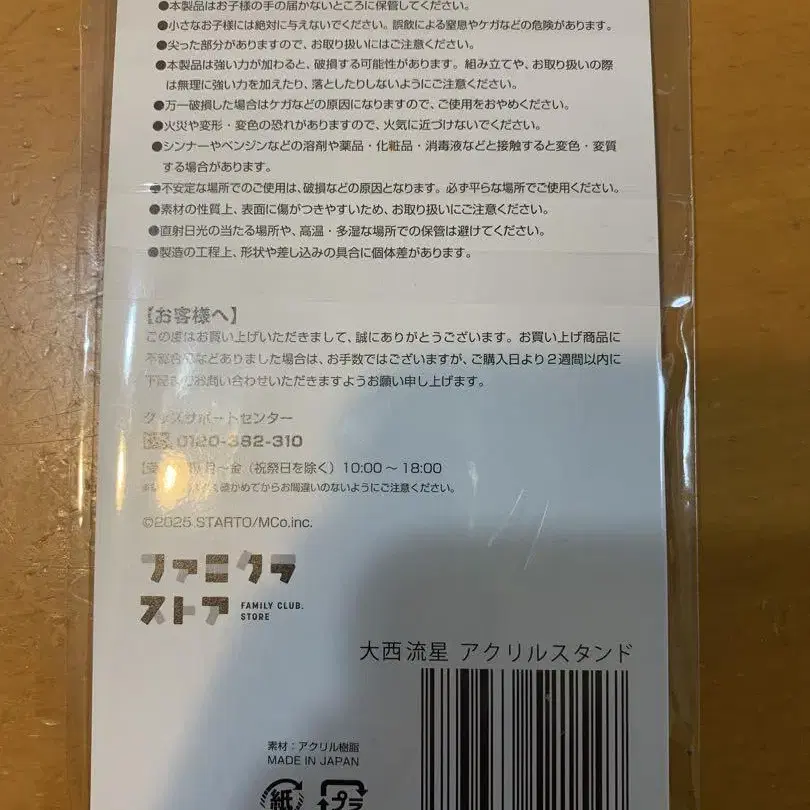 ●本製品はお子様の手の届かないところに保管してください。
●小さなお子様には絶対に与えないでください。誤飲による窒息やケガなどの危険があります。
●尖った部分がありますので、お取り扱いにはご注意ください。
●本製品は強い力が加わると、破損する可能性があります。組み立てや、お取り扱いの際
は無理に強い力を加えたり、落としたりしないようにご注意ください。
●万一破損した場合はケガなどの原因になりますので、ご使用をおやめください。
●火災や変形・変色の恐れがありますので、火気に近づけないでください。
●シンナーやベンジンなどの溶剤や薬品・化粧品・消毒液などと接触すると変色・変質
する場合があります。
●不安定な場所でのご使用は、破損などの原因となります。必ず平らな場所でご使用ください。
●素材の性質上、表面に傷がつきやすいため、お取り扱いにご注意ください。
●直射日光の当たる場所や、高温・多湿な場所での保管は避けてください。
●製造の工程上、形状や差し込みの具合に個体差があります。
【お客様へ】
この度はお買い上げいただきまして、誠にありがとうございます。お買い上げ商品に
不都合などありました場合は、お手数ではございますが、ご購入日より2週間以内に
下記までお問い合わせいただきますようお願い申し上げます。
グッズサポートセンター
0120-382-310
月〜金（祝祭日を除く）10:00〜18:00
確かめてからお間違いのないようにご注意ください。
©2025 STARTO/MCo.inc.
ファミクラ
ストア FAMILY CLUB.
STORE
大西流星 アクリルスタンド
素材：アクリル樹脂
MADE IN JAPAN
紙 プラ